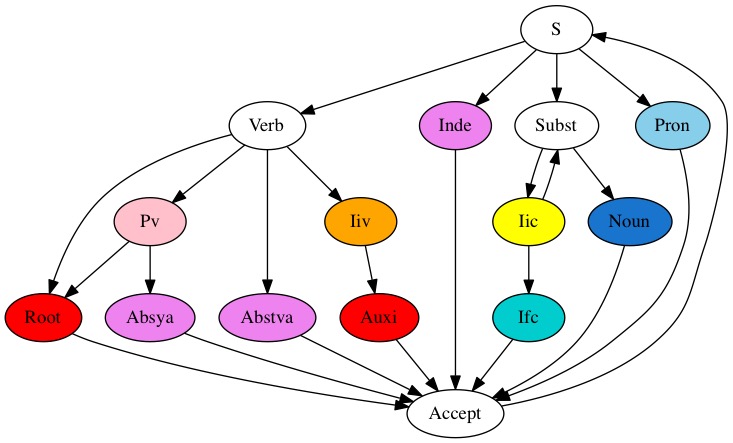 S
Verb
Inde
Subst
Pron
Pv
Iiv
Iic
Noun
Root
Absya
Abstva
Auxi
Ifc
Accept